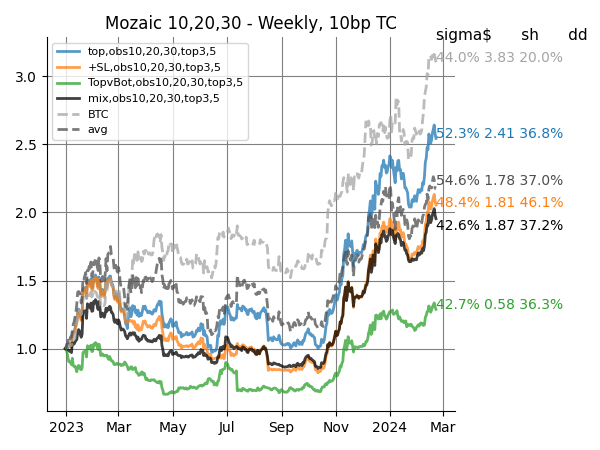 Mozaic 10,20,30 - Weekly, 10bp TC
sigma$ sh dd
top,obs10,20,30,top3,5
+SL,obs10,20,30,top3,5
TopvBot,obs10,20,30,top3,5
mix,obs10,20,30,top3,5
BTC
avg
44.0% 3.83 20.0%
52.3% 2.41 36.8%
54.6% 1.78 37.0%
48.4% 1.81 46.1%
42.6% 1.87 37.2%
42.7% 0.58 36.3%
3.0
2.5
2.0
1.5
1.0
2023 Mar May Jul Sep Nov 2024 Mar